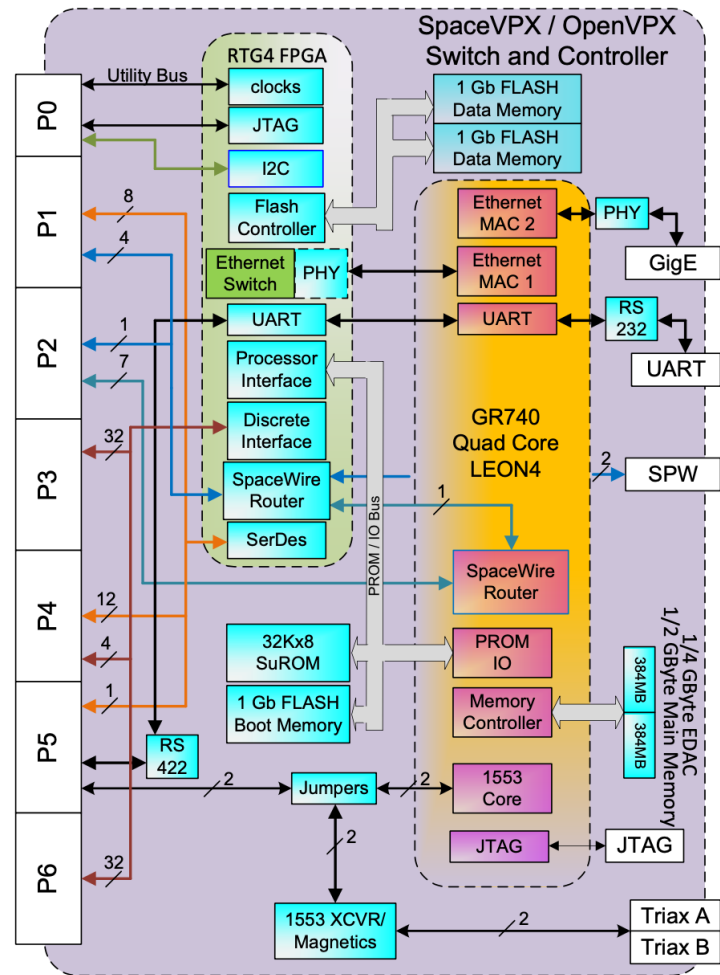 SpaceVPX / OpenVPX
Switch and Controller
RTG4 FPGA
P0
P1
P2
P3
P4
P5
P6
Utility Bus
clocks
JTAG
I2C
Flash
Controller
Ethernet
Switch
PHY
UART
Processor
Interface
Discrete
Interface
SpaceWire
Router
SerDes
1 Gb FLASH
Data Memory
1 Gb FLASH
Data Memory
Ethernet
MAC 2
PHY
GigE
Ethernet
MAC 1
UART
RS
232
UART
GR740
Quad Core
LEON4
2
SPW
1
SpaceWire
Router
PROM / IO Bus
8
4
1
7
32
12
4
1
32
32Kx8
SuROM
1 Gb FLASH
Boot Memory
PROM
IO
Memory
Controller
384MB
384MB
1/4 GByte EDAC
1/2 GByte Main Memory
RS
422
2
Jumpers
2
1553
Core
2
JTAG
JTAG
1553 XCVR/
Magnetics
2
Triax A
Triax B